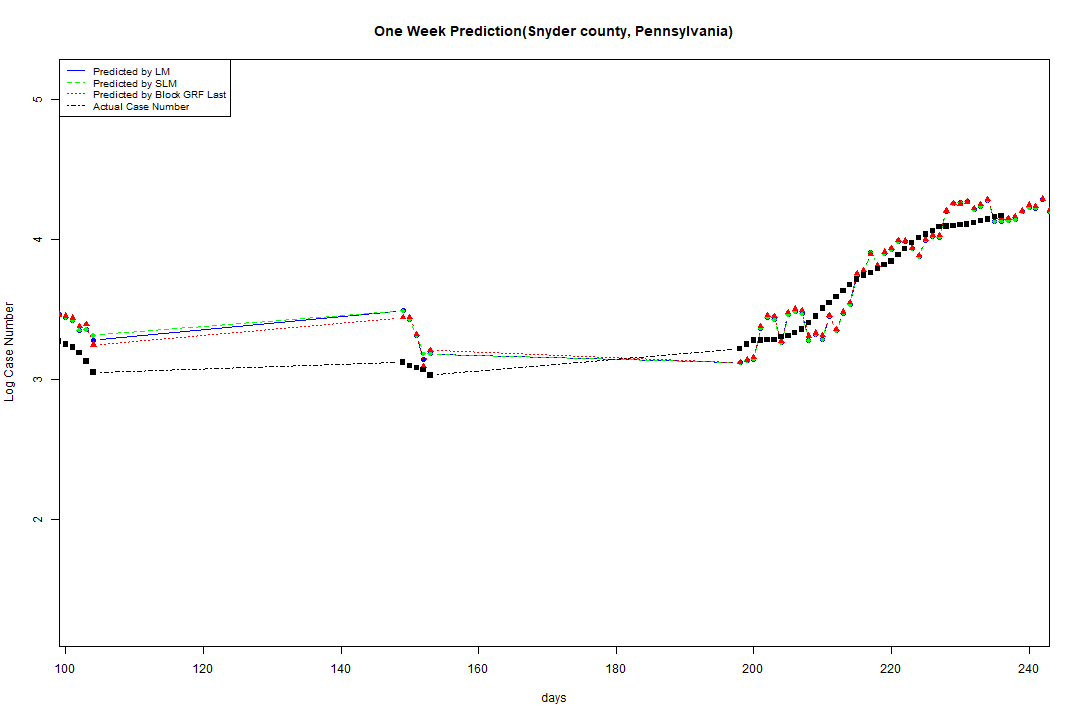 One Week Prediction(Snyder county, Pennsylvania)
Predicted by LM
Predicted by SLM
Predicted by Block GRF Last
Actual Case Number
5
4
3
2
Log Case Number
100 120 140 160 180 200 220 240
days